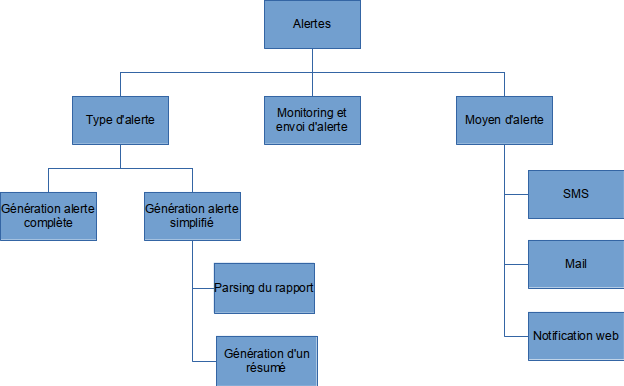 Alertes
Type d'alerte
Monitoring et
envoi d'alerte
Moyen d'alerte
Génération alerte
complète
Génération alerte
simplifié
SMS
Mail
Parsing du rapport
Notification web
Génération d'un
résumé